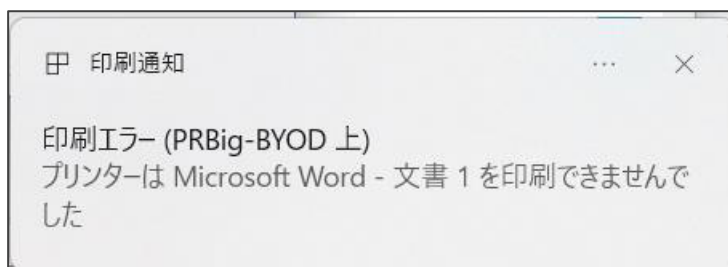 印刷通知
印刷エラー (PRBig-BYOD 上)
プリンターは Microsoft Word - 文書 1 を印刷できませんで
した